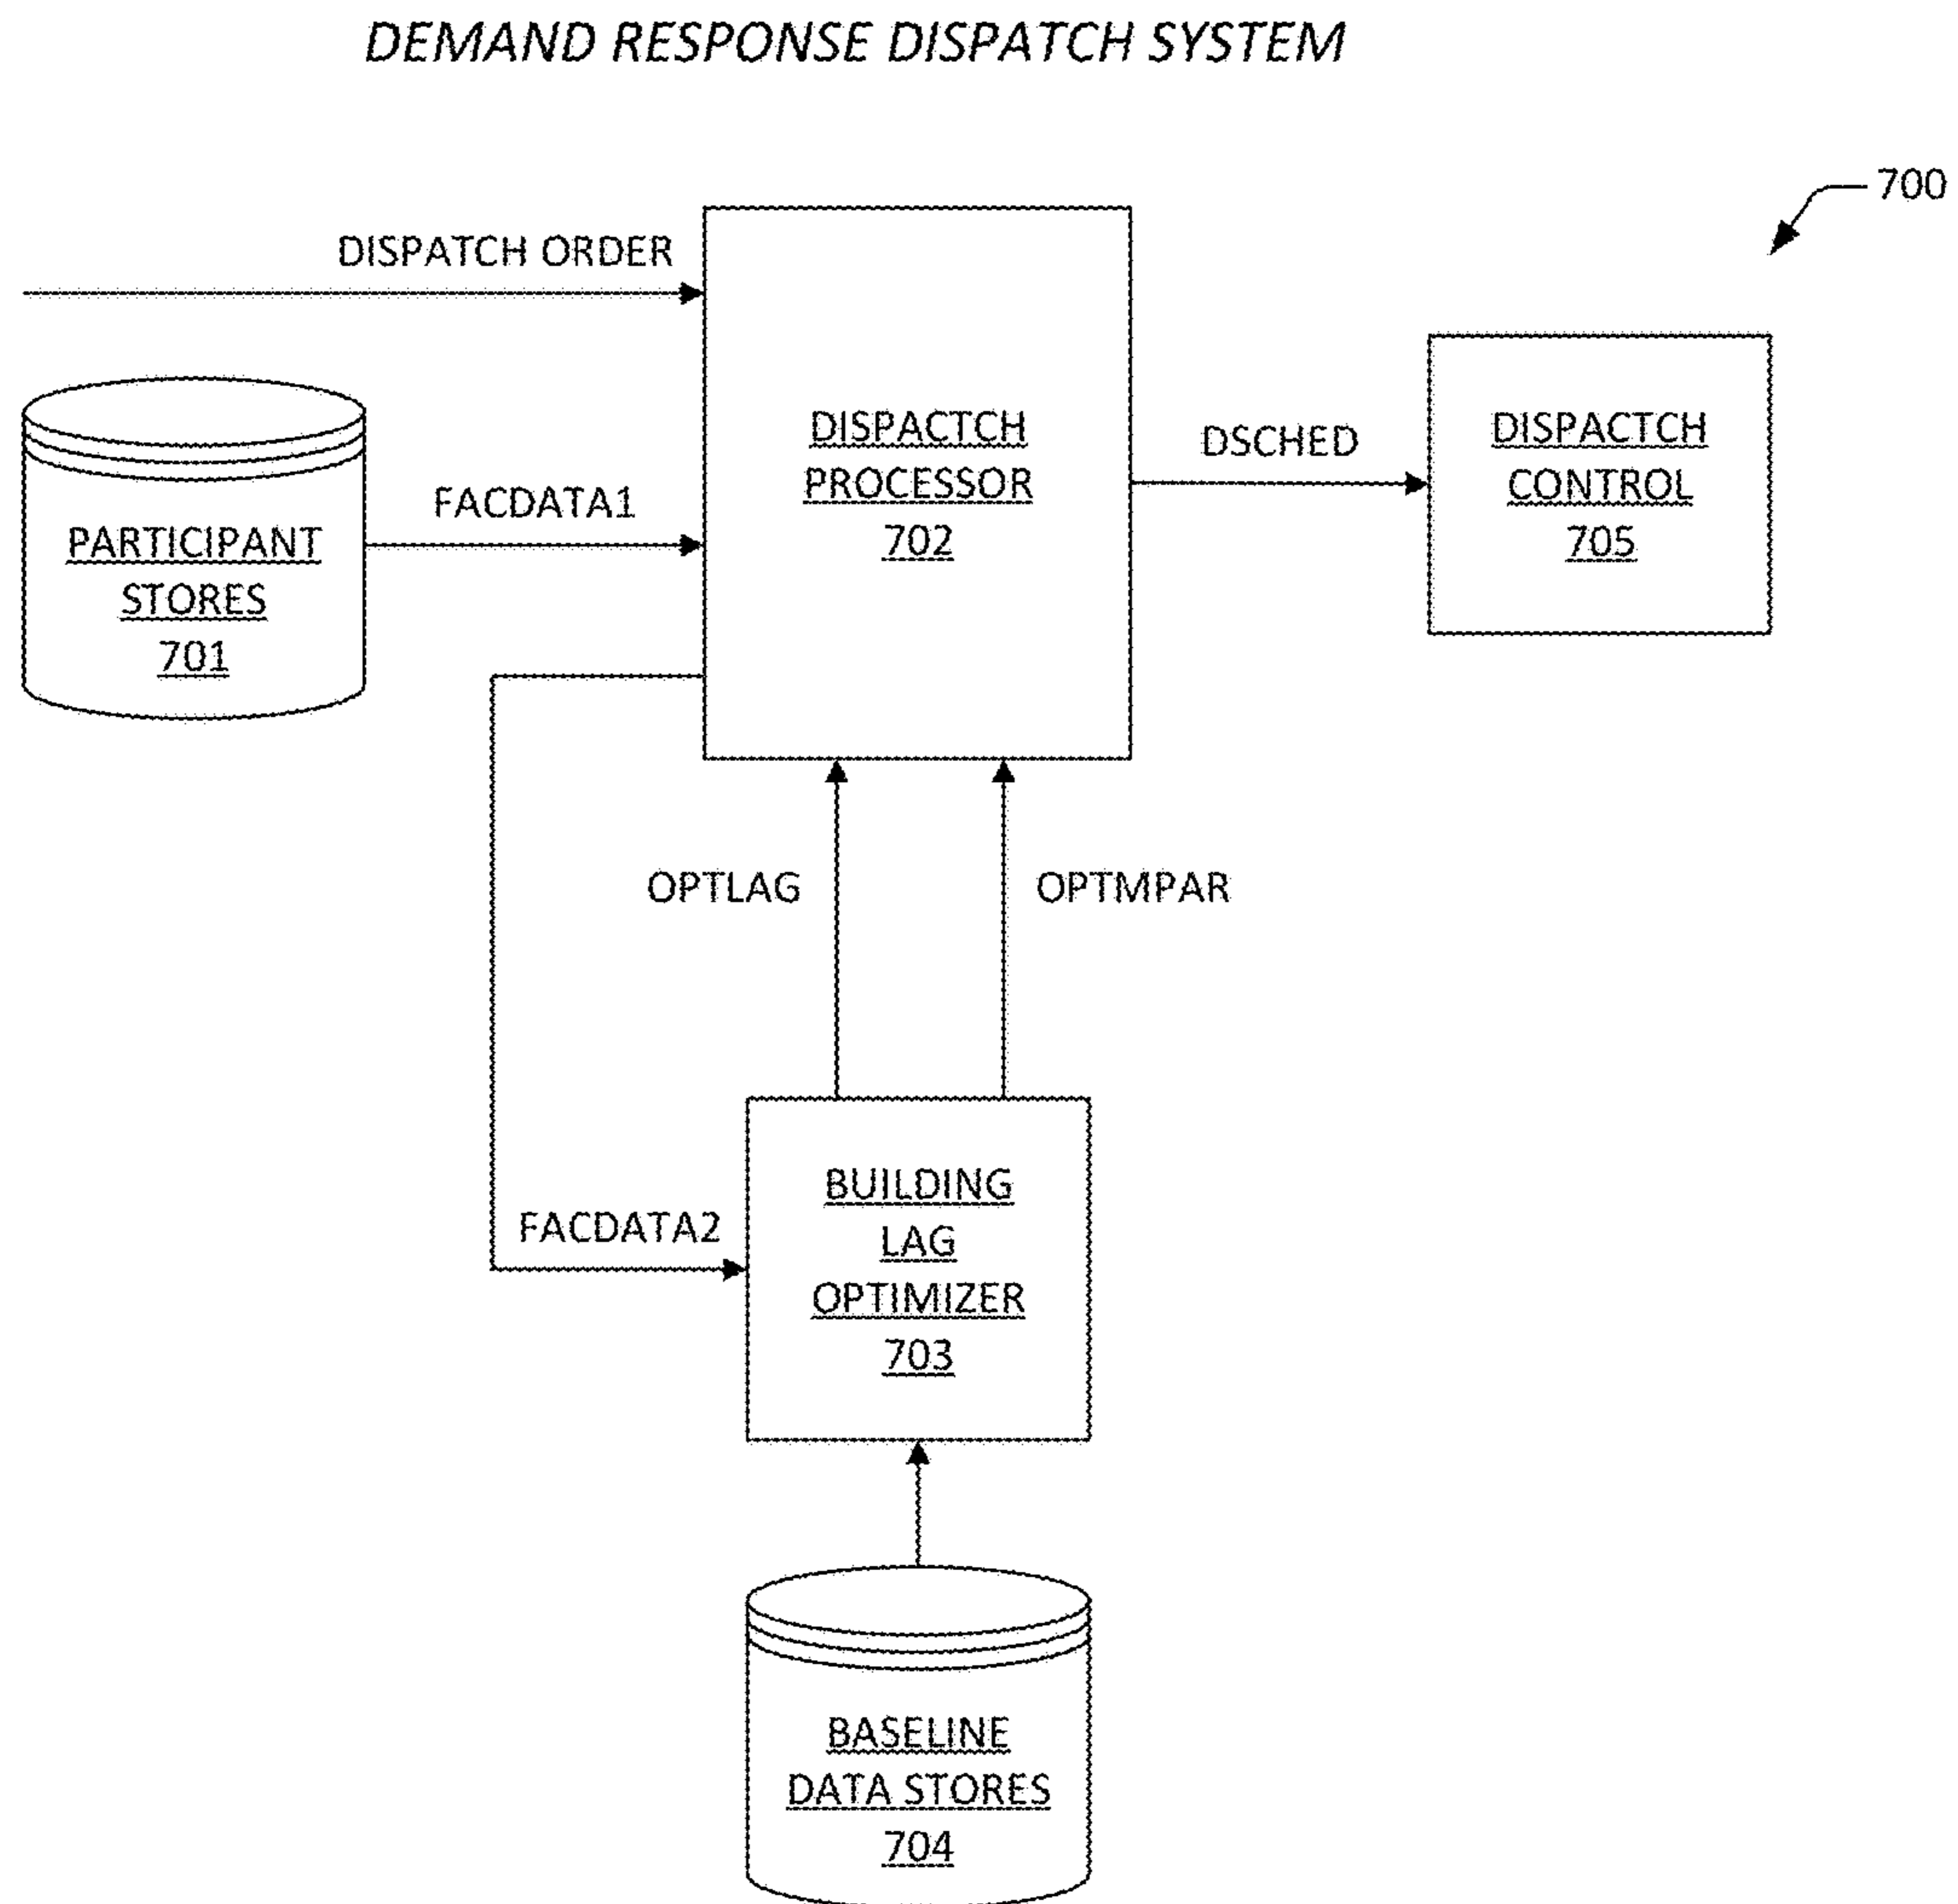 DEMAND RESPONSE DISPATCH SYSTEM
700
DISPATCH ORDER
PARTICIPANT
STORES
701
FACDATA1
DISPACTCH
PROCESSOR
702
DSCHED
DISPACTCH
CONTROL
705
OPTLAG
OPTMPAR
FACDATA2
BUILDING
LAG
OPTIMIZER
703
BASELINE
DATA STORES
704